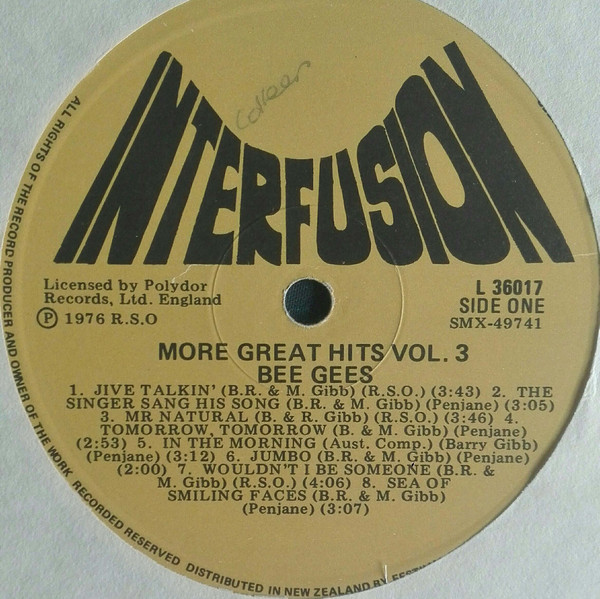 INTERFUSION
Licensed by Polydor
Records, Ltd. England
Ⓟ 1976 R.S.O
L 36017
SIDE ONE
SMX-49741
MORE GREAT HITS VOL. 3
BEE GEES
1. JIVE TALKIN' (B.R. & M. Gibb) (R.S.O.) (3:43) 2. THE
SINGER SANG HIS SONG (B.R. & M. Gibb) (Penjane) (3:05)
3. MR NATURAL (B. & R. Gibb) (R.S.O.) (3:46) 4.
TOMORROW, TOMORROW (B. & M. Gibb) (Penjane)
(2:53) 5. IN THE MORNING (Aust. Comp.) (Barry Gibb)
(Penjane) (3:12) 6. JUMBO (B.R. & M. Gibb) (Penjane)
(2:00) 7. WOULDN'T I BE SOMEONE (B.R. &
M. Gibb) (R.S.O.) (4:06) 8. SEA OF
SMILING FACES (B.R. & M. Gibb)
(Penjane) (3:07)
ALL RIGHTS OF THE RECORD PRODUCER AND OWNER OF THE WORK RECORDED RESERVED DISTRIBUTED IN NEW ZEALAND BY